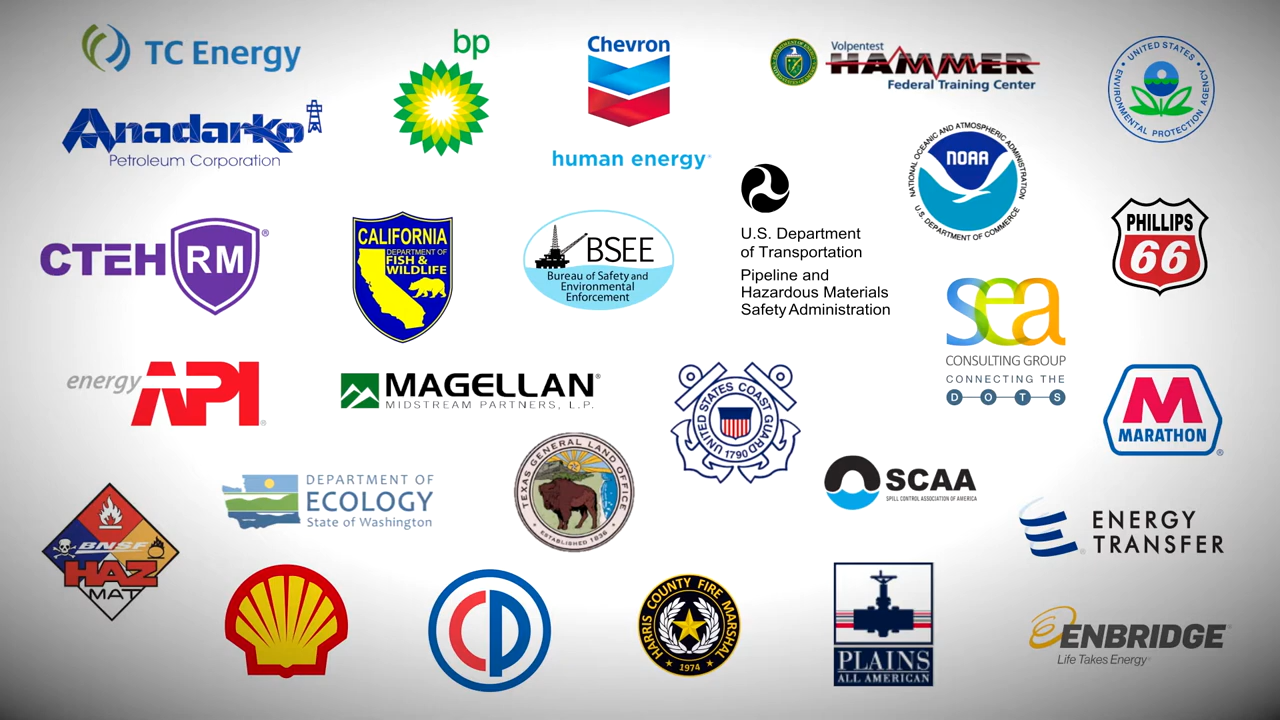 TC Energy
bp
Chevron
human energy®
Volpentest
HAMMER
Federal Training Center
UNITED STATES
ENVIRONMENTAL PROTECTION AGENCY
Anadarko
Petroleum Corporation
NATIONAL OCEANIC AND ATMOSPHERIC ADMINISTRATION
NOAA
U.S. DEPARTMENT OF COMMERCE
CTEH RM®
CALIFORNIA
DEPARTMENT OF
FISH &
WILDLIFE
BSEE
Bureau of Safety and
Environmental
Enforcement
U.S. Department
of Transportation
Pipeline and
Hazardous Materials
Safety Administration
PHILLIPS
66
sea
CONSULTING GROUP
CONNECTING THE
DOTS
energy API
MAGELLAN®
MIDSTREAM PARTNERS, L.P.
UNITED STATES COAST GUARD
1790
M
MARATHON®
DEPARTMENT OF
ECOLOGY
State of Washington
TEXAS GENERAL LAND OFFICE
ESTABLISHED 1836
SCAA
SPILL CONTROL ASSOCIATION OF AMERICA
ENERGY
TRANSFER
BNSF
HAZ
MAT
CP
HARRIS COUNTY FIRE MARSHAL
1974
PLAINS
ALL AMERICAN
ENBRIDGE®
Life Takes Energy®